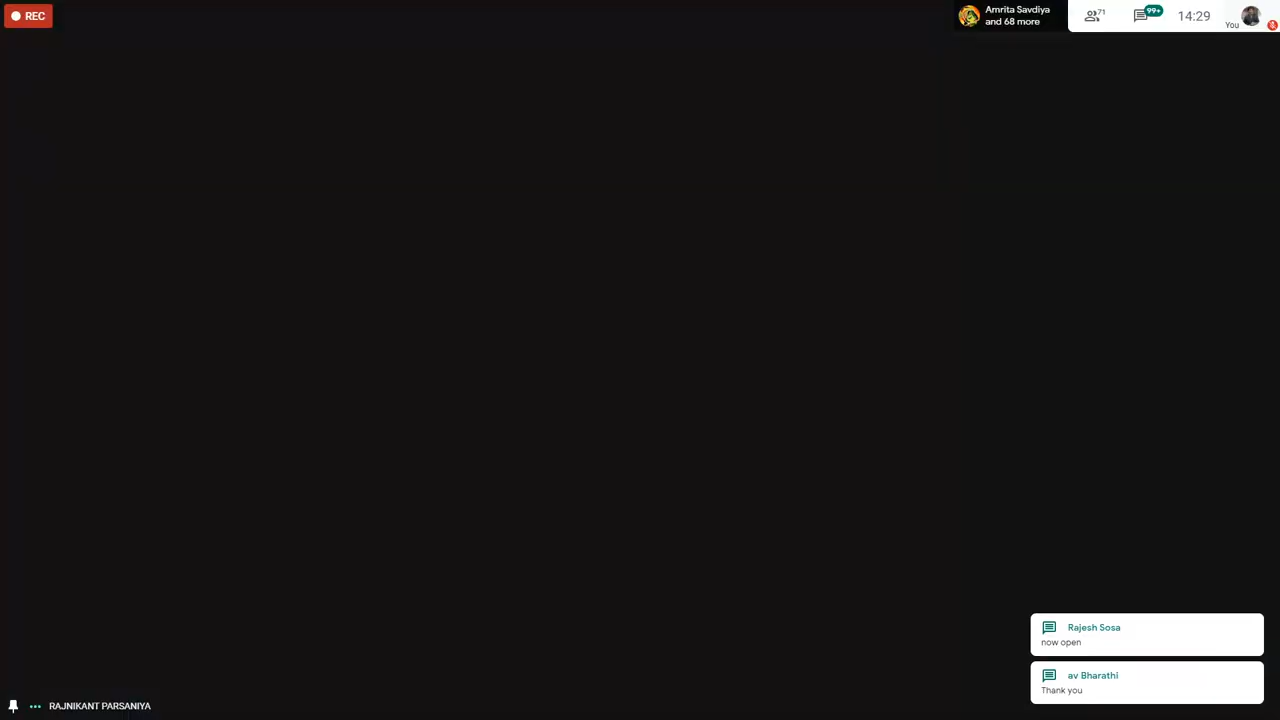 REC
Amrita Savdiya
and 68 more
71
99+
14:29
You
Rajesh Sosa
now open
av Bharathi
Thank you
RAJNIKANT PARSANIYA